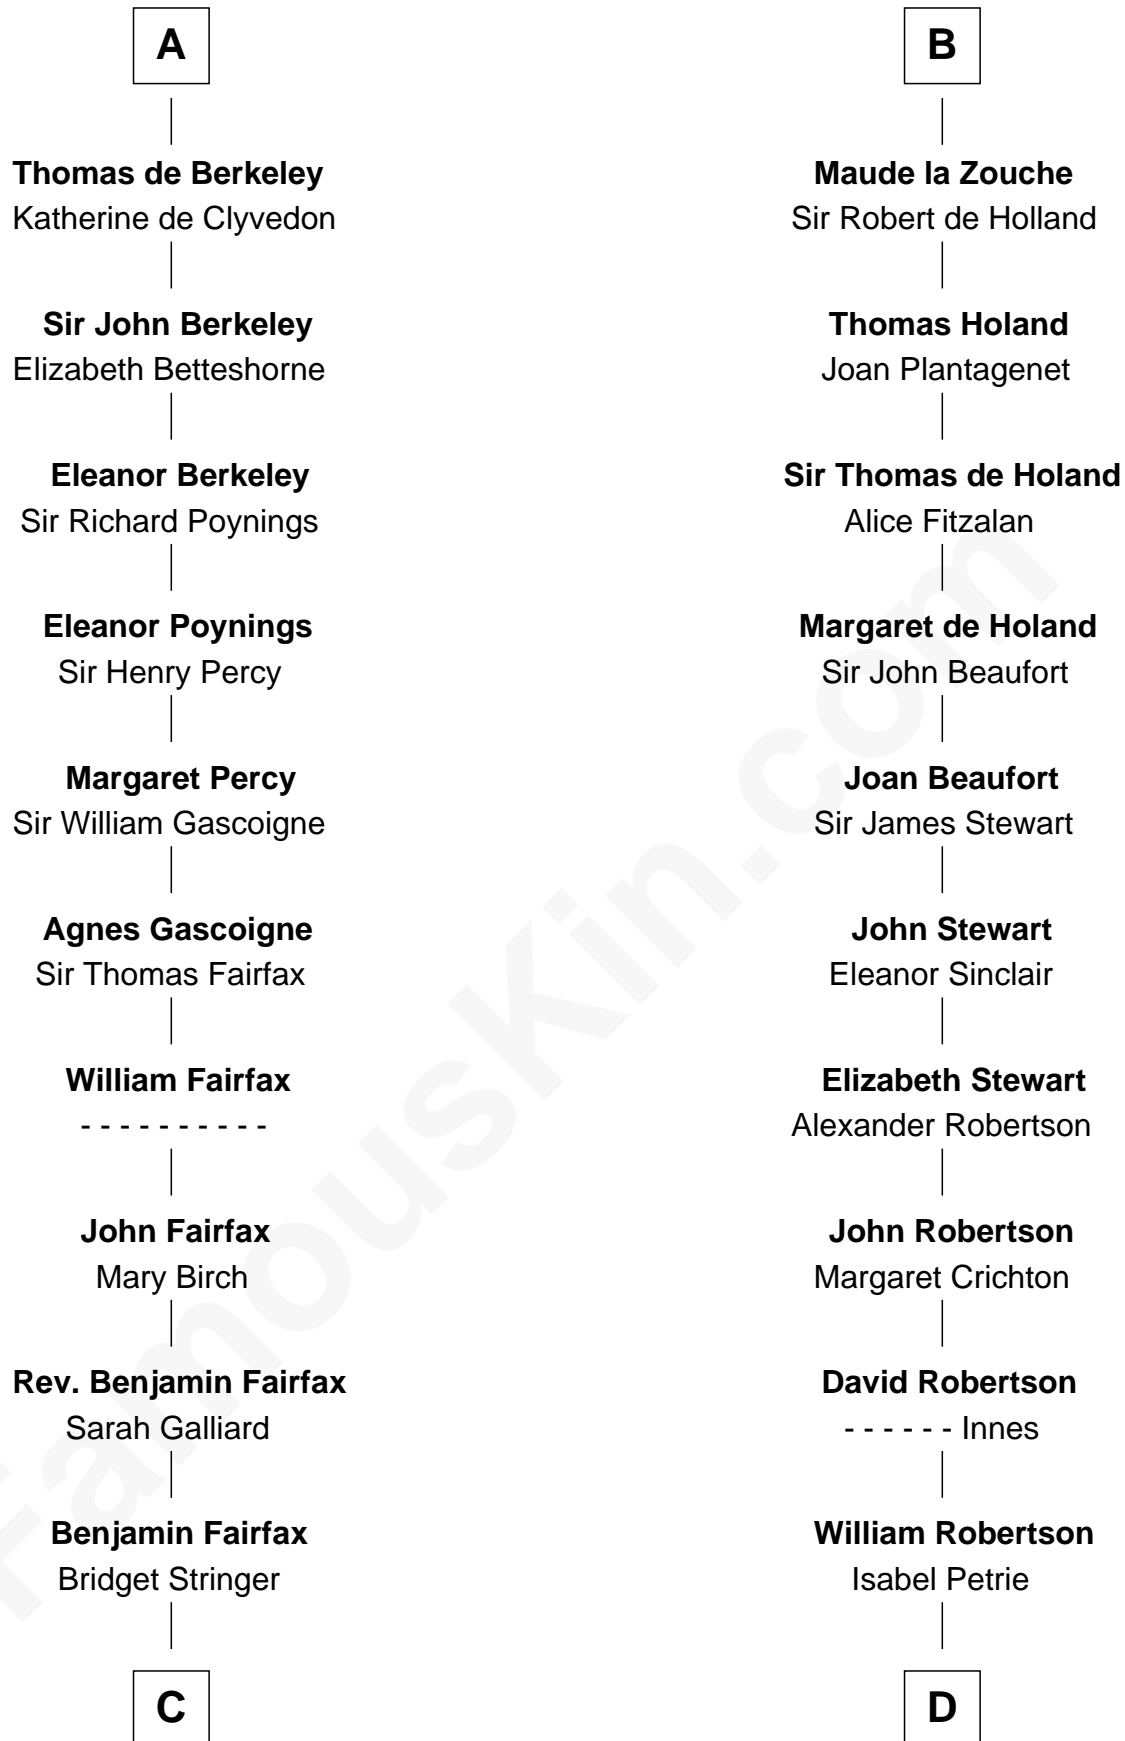 A
Thomas de Berkeley
Katherine de Clyvedon
Sir John Berkeley
Elizabeth Betteshorne
Eleanor Berkeley
Sir Richard Poynings
Eleanor Poynings
Sir Henry Percy
Margaret Percy
Sir William Gascoigne
Agnes Gascoigne
Sir Thomas Fairfax
William Fairfax
- - - - - - - - - -
John Fairfax
Mary Birch
Rev. Benjamin Fairfax
Sarah Galliard
Benjamin Fairfax
Bridget Stringer
C
B
Maude la Zouche
Sir Robert de Holland
Thomas Holand
Joan Plantagenet
Sir Thomas de Holand
Alice Fitzalan
Margaret de Holand
Sir John Beaufort
Joan Beaufort
Sir James Stewart
John Stewart
Eleanor Sinclair
Elizabeth Stewart
Alexander Robertson
John Robertson
Margaret Crichton
David Robertson
- - - - - - Innes
William Robertson
Isabel Petrie
D
FamousKin.com